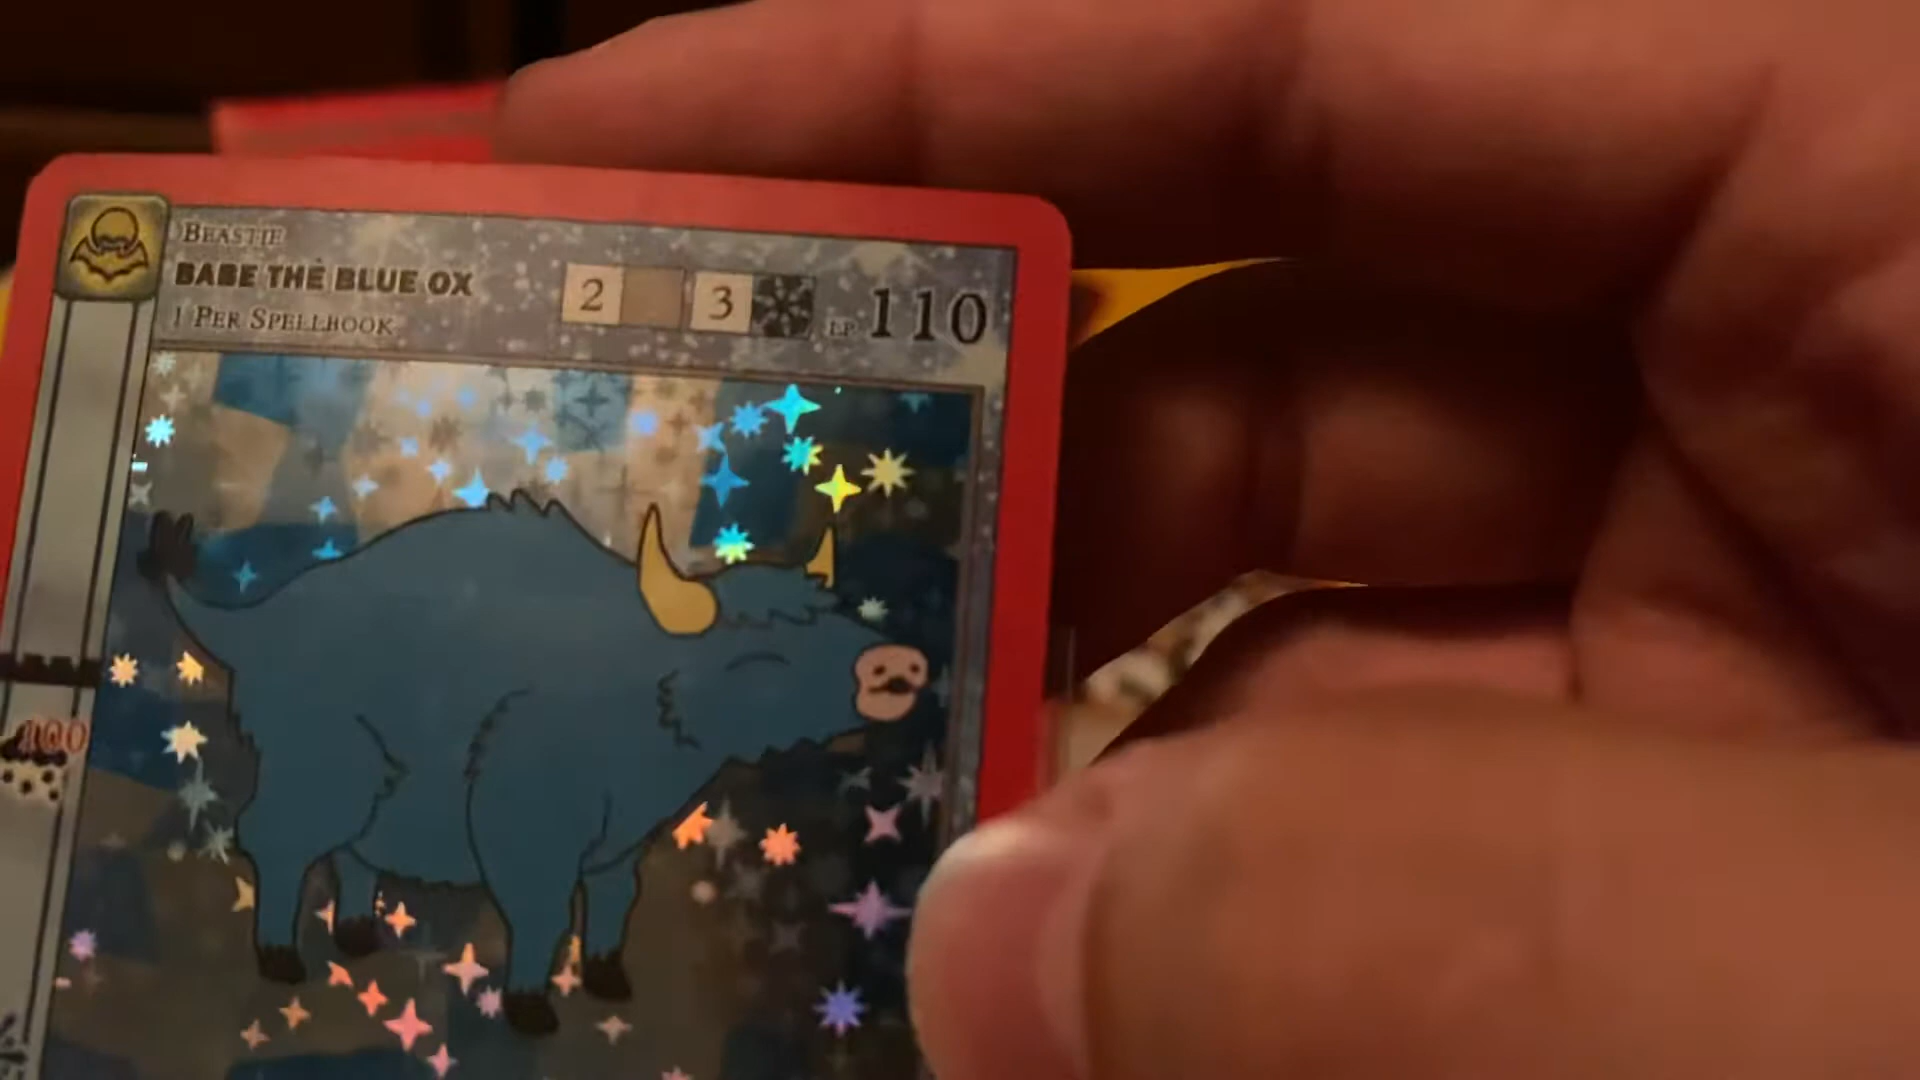 BEASTIE
BABE THE BLUE OX
1 PER SPELLBOOK
2 3 LP 110
100